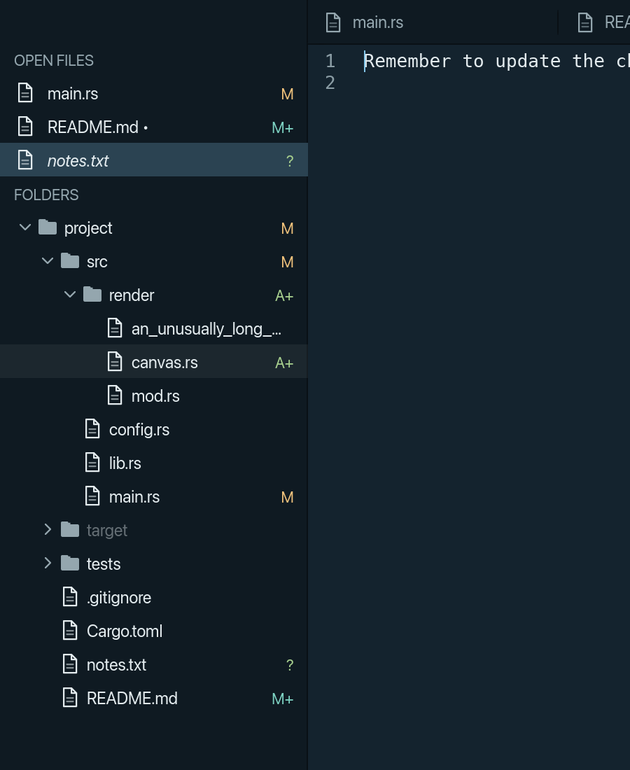 main.rs
REA
OPEN FILES
main.rs M
README.md • M+
notes.txt ?
FOLDERS
project M
src M
render A+
an_unusually_long_...
canvas.rs A+
mod.rs
config.rs
lib.rs
main.rs M
target
tests
.gitignore
Cargo.toml
notes.txt ?
README.md M+
1 Remember to update the
2